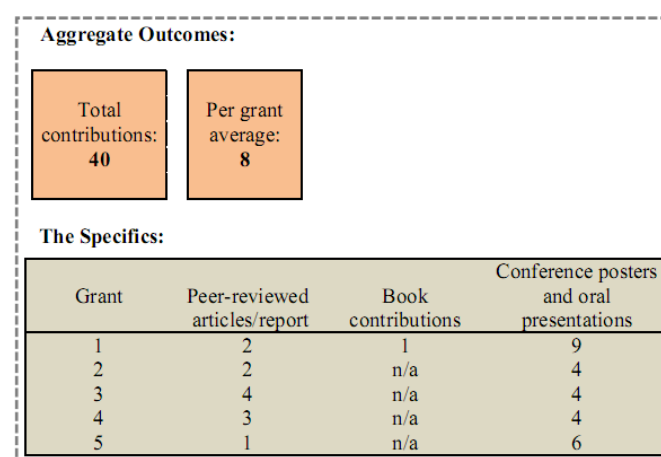 Aggregate Outcomes:
Total contributions: 40
Per grant average: 8
The Specifics:
Grant Peer-reviewed articles/report Book contributions Conference posters and oral presentations
1 2 1 9
2 2 n/a 4
3 4 n/a 4
4 3 n/a 4
5 1 n/a 6